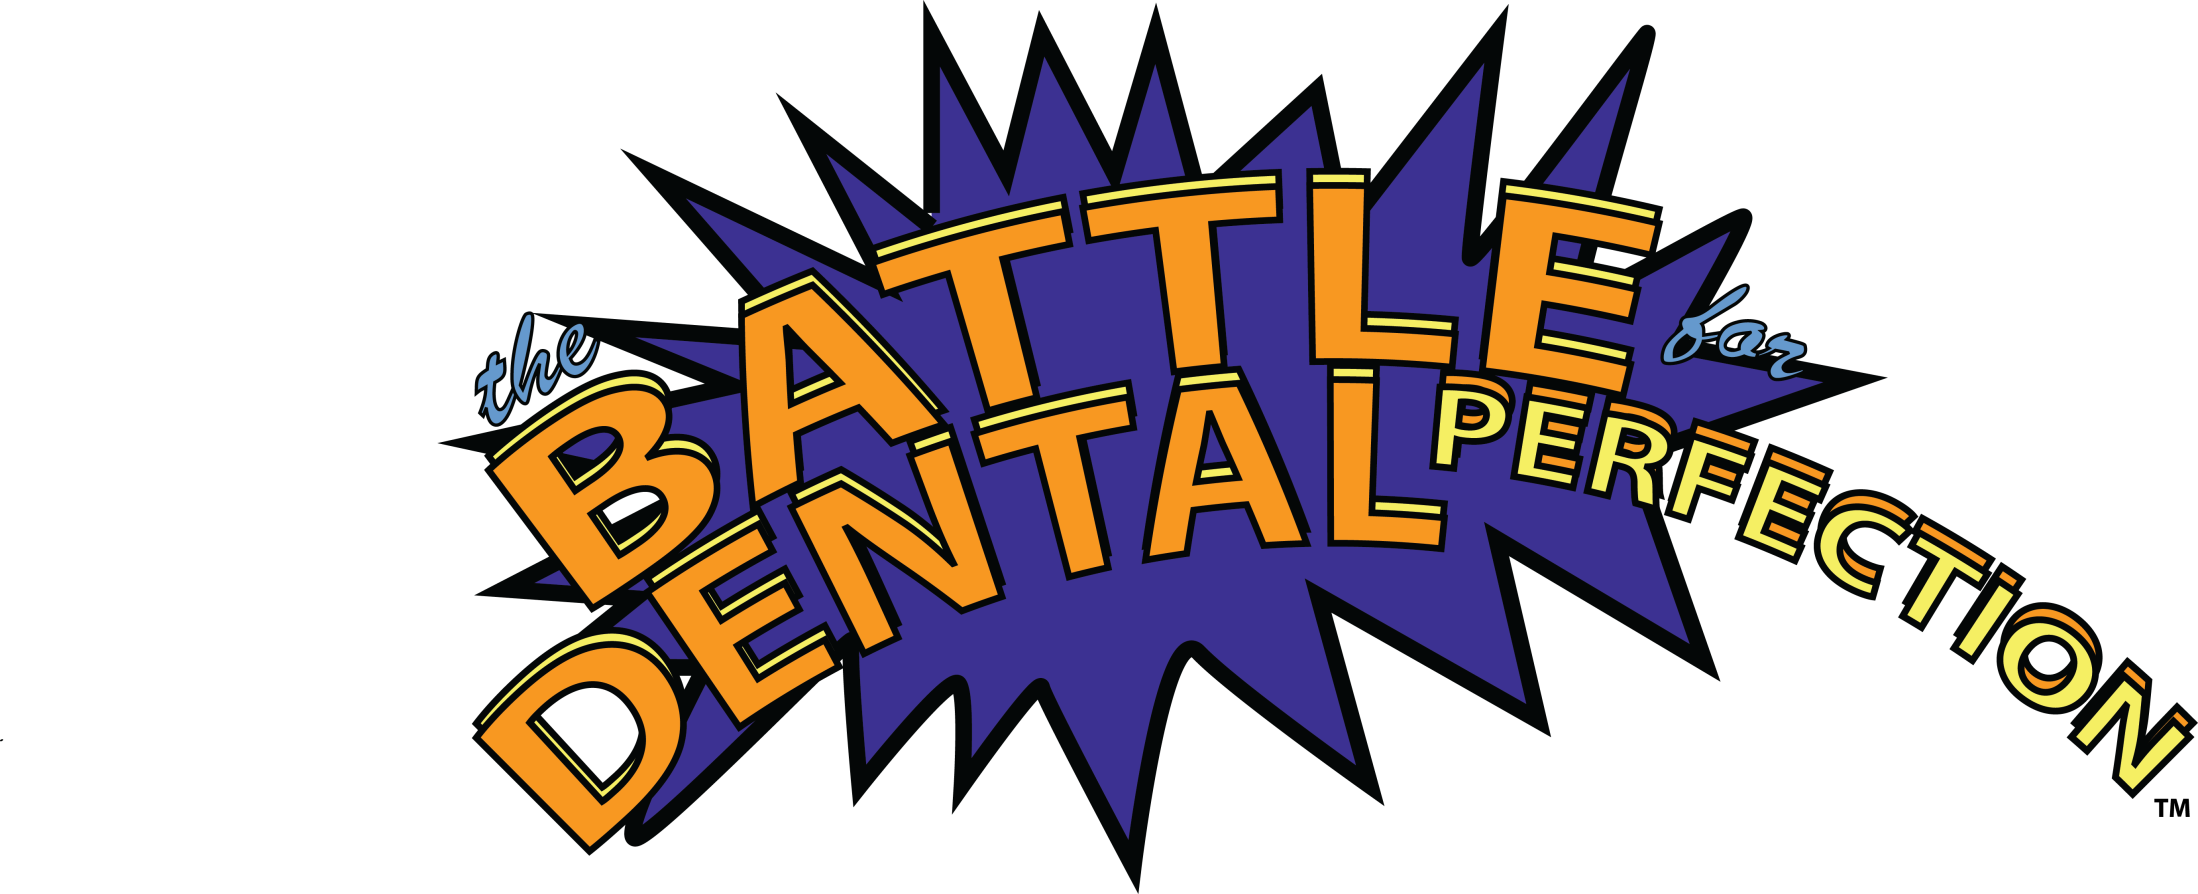 the
BATTLE for
DENTAL PERFECTiON
TM